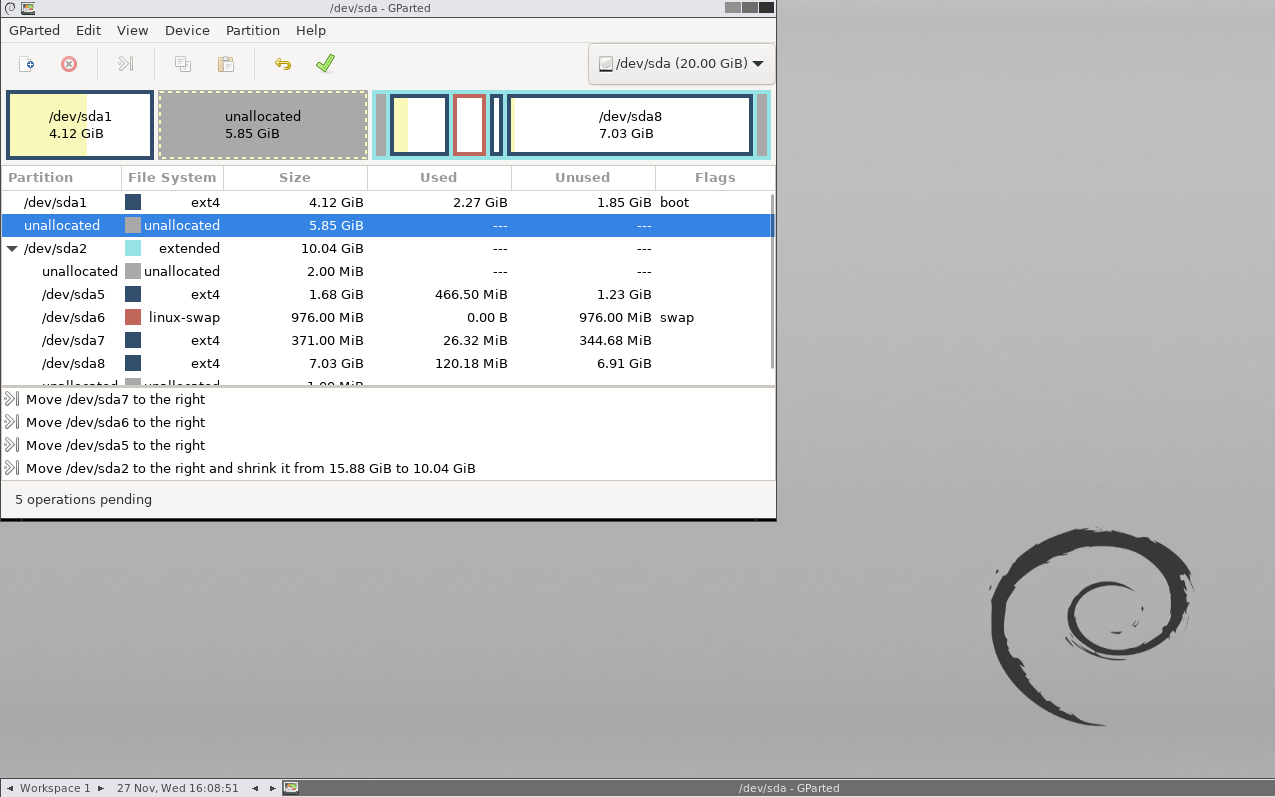 /dev/sda - GParted
GParted Edit View Device Partition Help
/dev/sda (20.00 GiB)
/dev/sda1
4.12 GiB
unallocated
5.85 GiB
/dev/sda8
7.03 GiB
Partition File System Size Used Unused Flags
/dev/sda1 ext4 4.12 GiB 2.27 GiB 1.85 GiB boot
unallocated unallocated 5.85 GiB --- ---
/dev/sda2 extended 10.04 GiB --- ---
unallocated unallocated 2.00 MiB --- ---
/dev/sda5 ext4 1.68 GiB 466.50 MiB 1.23 GiB
/dev/sda6 linux-swap 976.00 MiB 0.00 B 976.00 MiB swap
/dev/sda7 ext4 371.00 MiB 26.32 MiB 344.68 MiB
/dev/sda8 ext4 7.03 GiB 120.18 MiB 6.91 GiB
unallocated unallocated 1.00 MiB
Move /dev/sda7 to the right
Move /dev/sda6 to the right
Move /dev/sda5 to the right
Move /dev/sda2 to the right and shrink it from 15.88 GiB to 10.04 GiB
5 operations pending
Workspace 1 27 Nov, Wed 16:08:51 /dev/sda - GParted